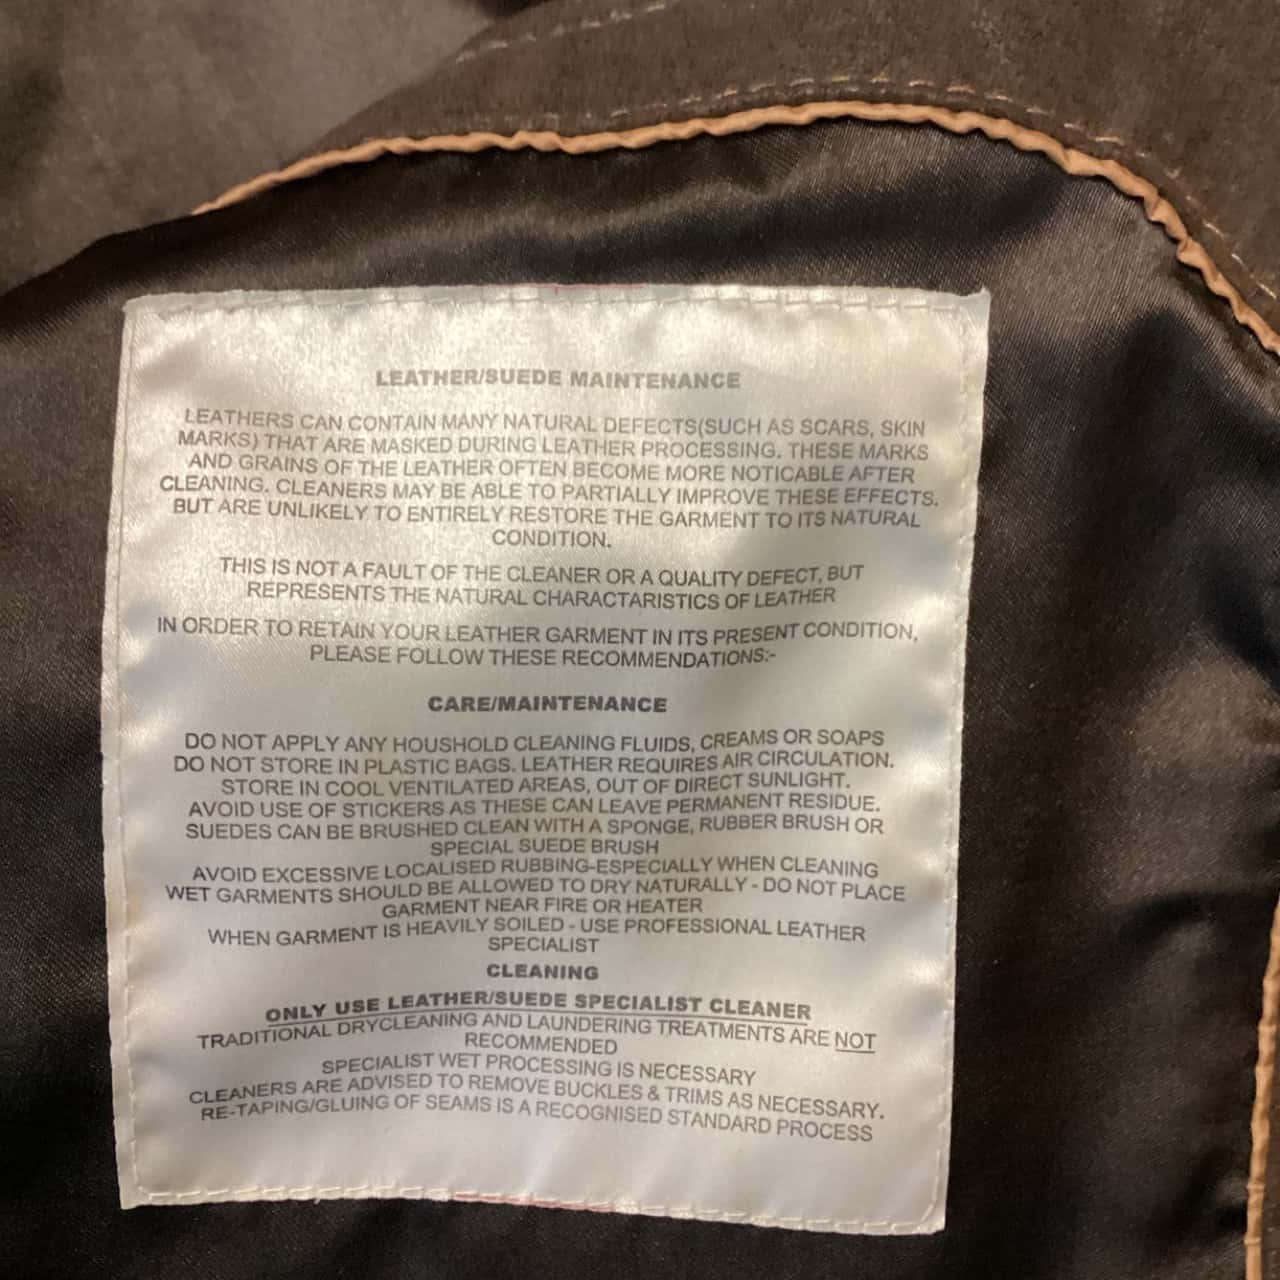 LEATHER/SUEDE MAINTENANCE
LEATHERS CAN CONTAIN MANY NATURAL DEFECTS(SUCH AS SCARS, SKIN
MARKS) THAT ARE MASKED DURING LEATHER PROCESSING. THESE MARKS
AND GRAINS OF THE LEATHER OFTEN BECOME MORE NOTICABLE AFTER
CLEANING. CLEANERS MAY BE ABLE TO PARTIALLY IMPROVE THESE EFFECTS.
BUT ARE UNLIKELY TO ENTIRELY RESTORE THE GARMENT TO ITS NATURAL
CONDITION.
THIS IS NOT A FAULT OF THE CLEANER OR A QUALITY DEFECT, BUT
REPRESENTS THE NATURAL CHARACTARISTICS OF LEATHER
IN ORDER TO RETAIN YOUR LEATHER GARMENT IN ITS PRESENT CONDITION,
PLEASE FOLLOW THESE RECOMMENDATIONS:-
CARE/MAINTENANCE
DO NOT APPLY ANY HOUSHOLD CLEANING FLUIDS, CREAMS OR SOAPS
DO NOT STORE IN PLASTIC BAGS. LEATHER REQUIRES AIR CIRCULATION.
STORE IN COOL VENTILATED AREAS, OUT OF DIRECT SUNLIGHT.
AVOID USE OF STICKERS AS THESE CAN LEAVE PERMANENT RESIDUE.
SUEDES CAN BE BRUSHED CLEAN WITH A SPONGE, RUBBER BRUSH OR
SPECIAL SUEDE BRUSH
AVOID EXCESSIVE LOCALISED RUBBING-ESPECIALLY WHEN CLEANING
WET GARMENTS SHOULD BE ALLOWED TO DRY NATURALLY - DO NOT PLACE
GARMENT NEAR FIRE OR HEATER
WHEN GARMENT IS HEAVILY SOILED - USE PROFESSIONAL LEATHER
SPECIALIST
CLEANING
ONLY USE LEATHER/SUEDE SPECIALIST CLEANER
TRADITIONAL DRYCLEANING AND LAUNDERING TREATMENTS ARE NOT
RECOMMENDED
SPECIALIST WET PROCESSING IS NECESSARY
CLEANERS ARE ADVISED TO REMOVE BUCKLES & TRIMS AS NECESSARY.
RE-TAPING/GLUING OF SEAMS IS A RECOGNISED STANDARD PROCESS